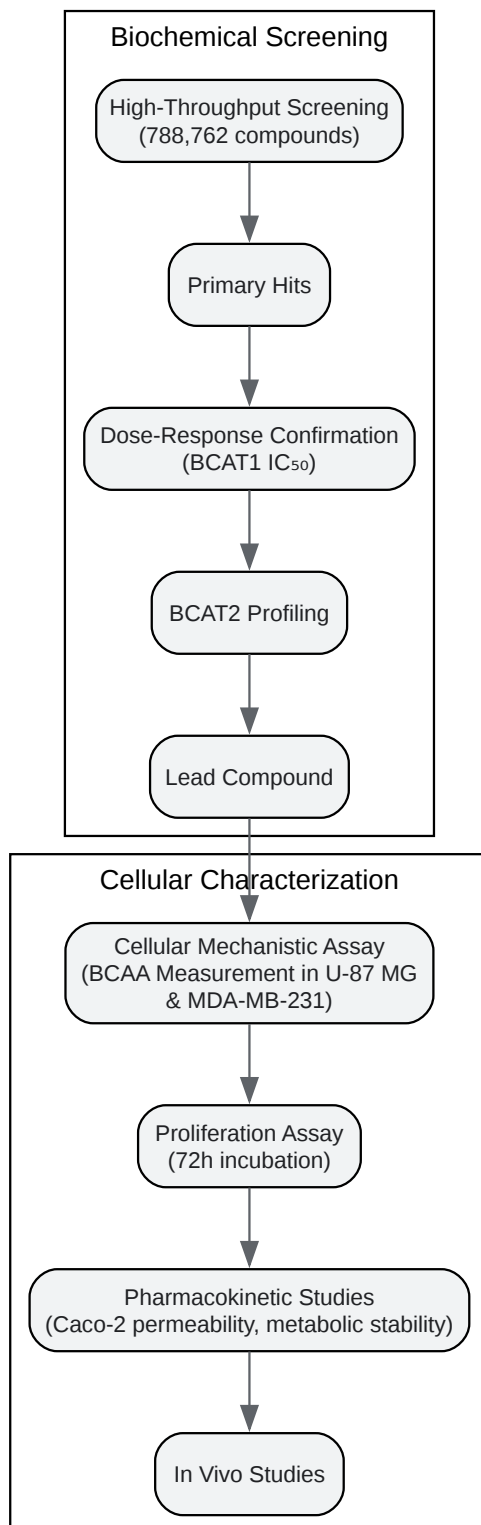 Biochemical Screening
High-Throughput Screening
(788,762 compounds)
Primary Hits
Dose-Response Confirmation
(BCAT1 IC₅₀)
BCAT2 Profiling
Lead Compound
Cellular Characterization
Cellular Mechanistic Assay
(BCAA Measurement in U-87 MG
& MDA-MB-231)
Proliferation Assay
(72h incubation)
Pharmacokinetic Studies
(Caco-2 permeability, metabolic stability)
In Vivo Studies